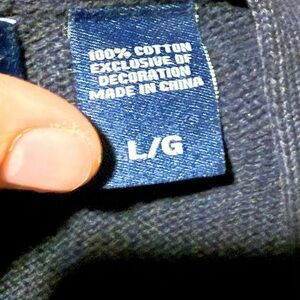 100% COTTON
EXCLUSIVE OF
DECORATION
MADE IN CHINA
L/G